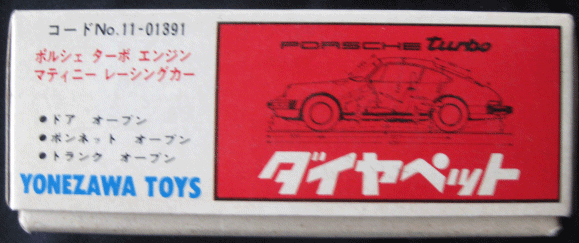 コードNo.11-01391
ポルシェ ターボ エンジン
マティニー レーシングカー
●ドア オープン
●ボンネット オープン
●トランク オープン
YONEZAWA TOYS
PORSCHE turbo
ダイヤペット